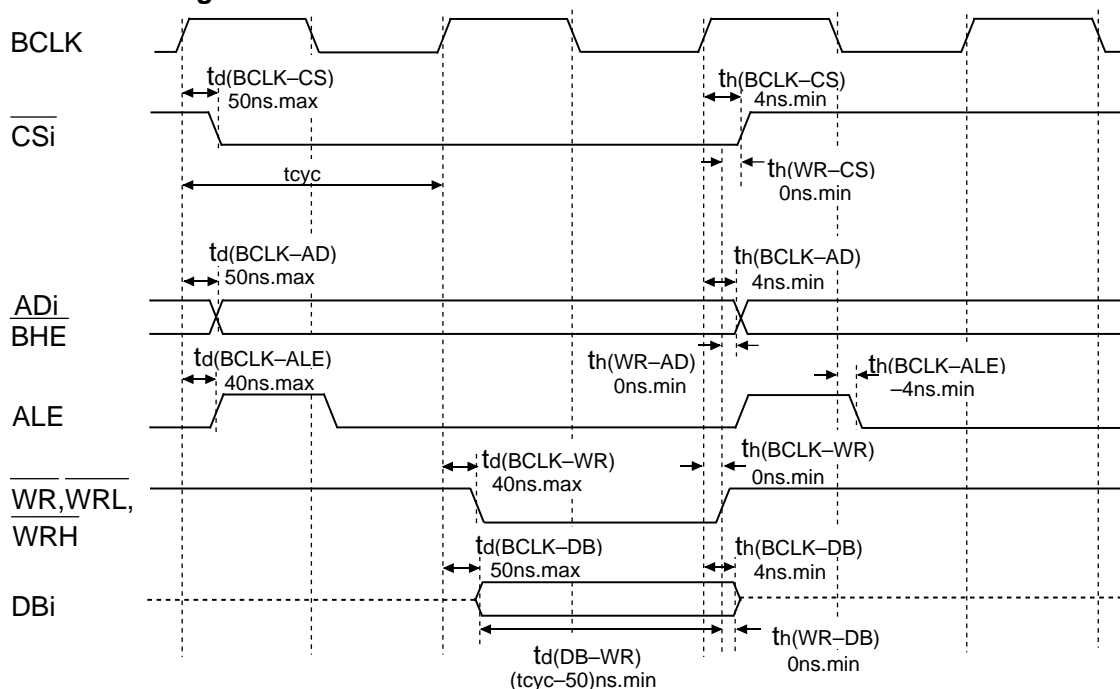 BCLK
td(BCLK–CS)
50ns.max
th(BCLK–CS)
4ns.min
CSi
th(WR–CS)
0ns.min
tcyc
td(BCLK–AD)
50ns.max
th(BCLK–AD)
4ns.min
ADi
BHE
th(WR–AD)
0ns.min
td(BCLK–ALE)
40ns.max
th(BCLK–ALE)
–4ns.min
ALE
td(BCLK–WR)
40ns.max
th(BCLK–WR)
0ns.min
WR,WRL,
WRH
td(BCLK–DB)
50ns.max
th(BCLK–DB)
4ns.min
DBi
td(DB–WR)
(tcyc–50)ns.min
th(WR–DB)
0ns.min